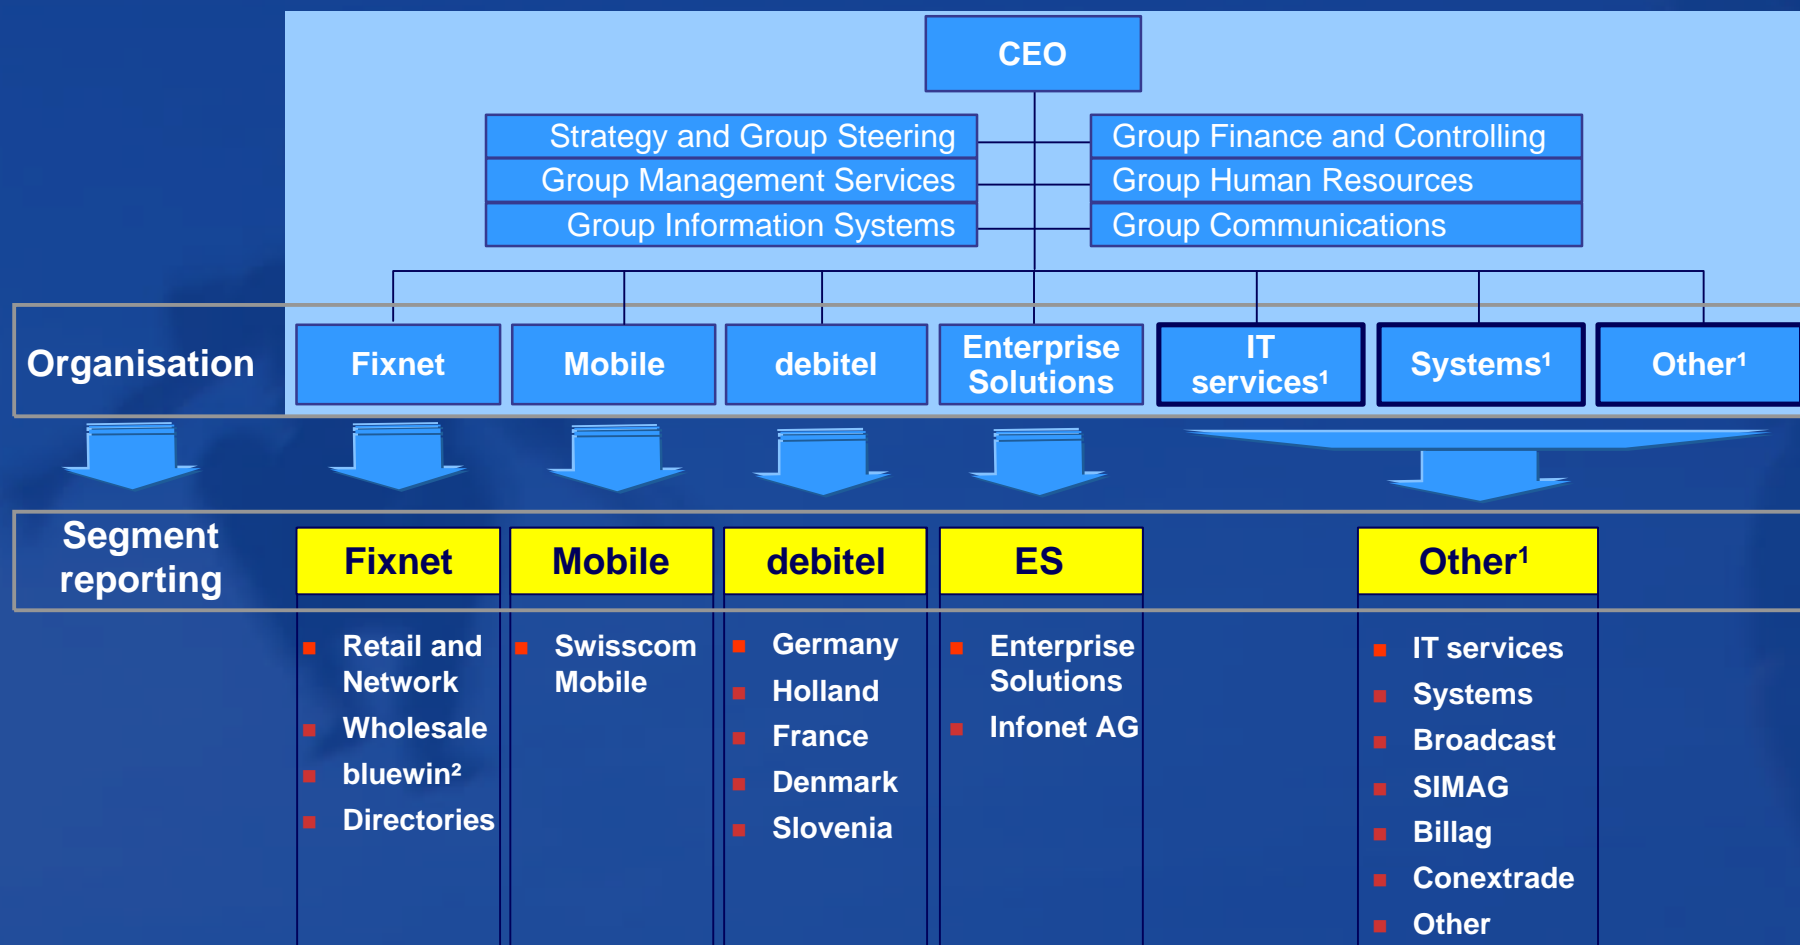 CEO
Strategy and Group Steering
Group Finance and Controlling
Group Management Services
Group Human Resources
Group Information Systems
Group Communications
Organisation
Fixnet
Mobile
debitel
Enterprise
Solutions
IT
services¹
Systems¹
Other¹
Segment
reporting
Fixnet
Mobile
debitel
ES
Other¹
Retail and
Network
Wholesale
bluewin²
Directories
Swisscom
Mobile
Germany
Holland
France
Denmark
Slovenia
Enterprise
Solutions
Infonet AG
IT services
Systems
Broadcast
SIMAG
Billag
Conextrade
Other